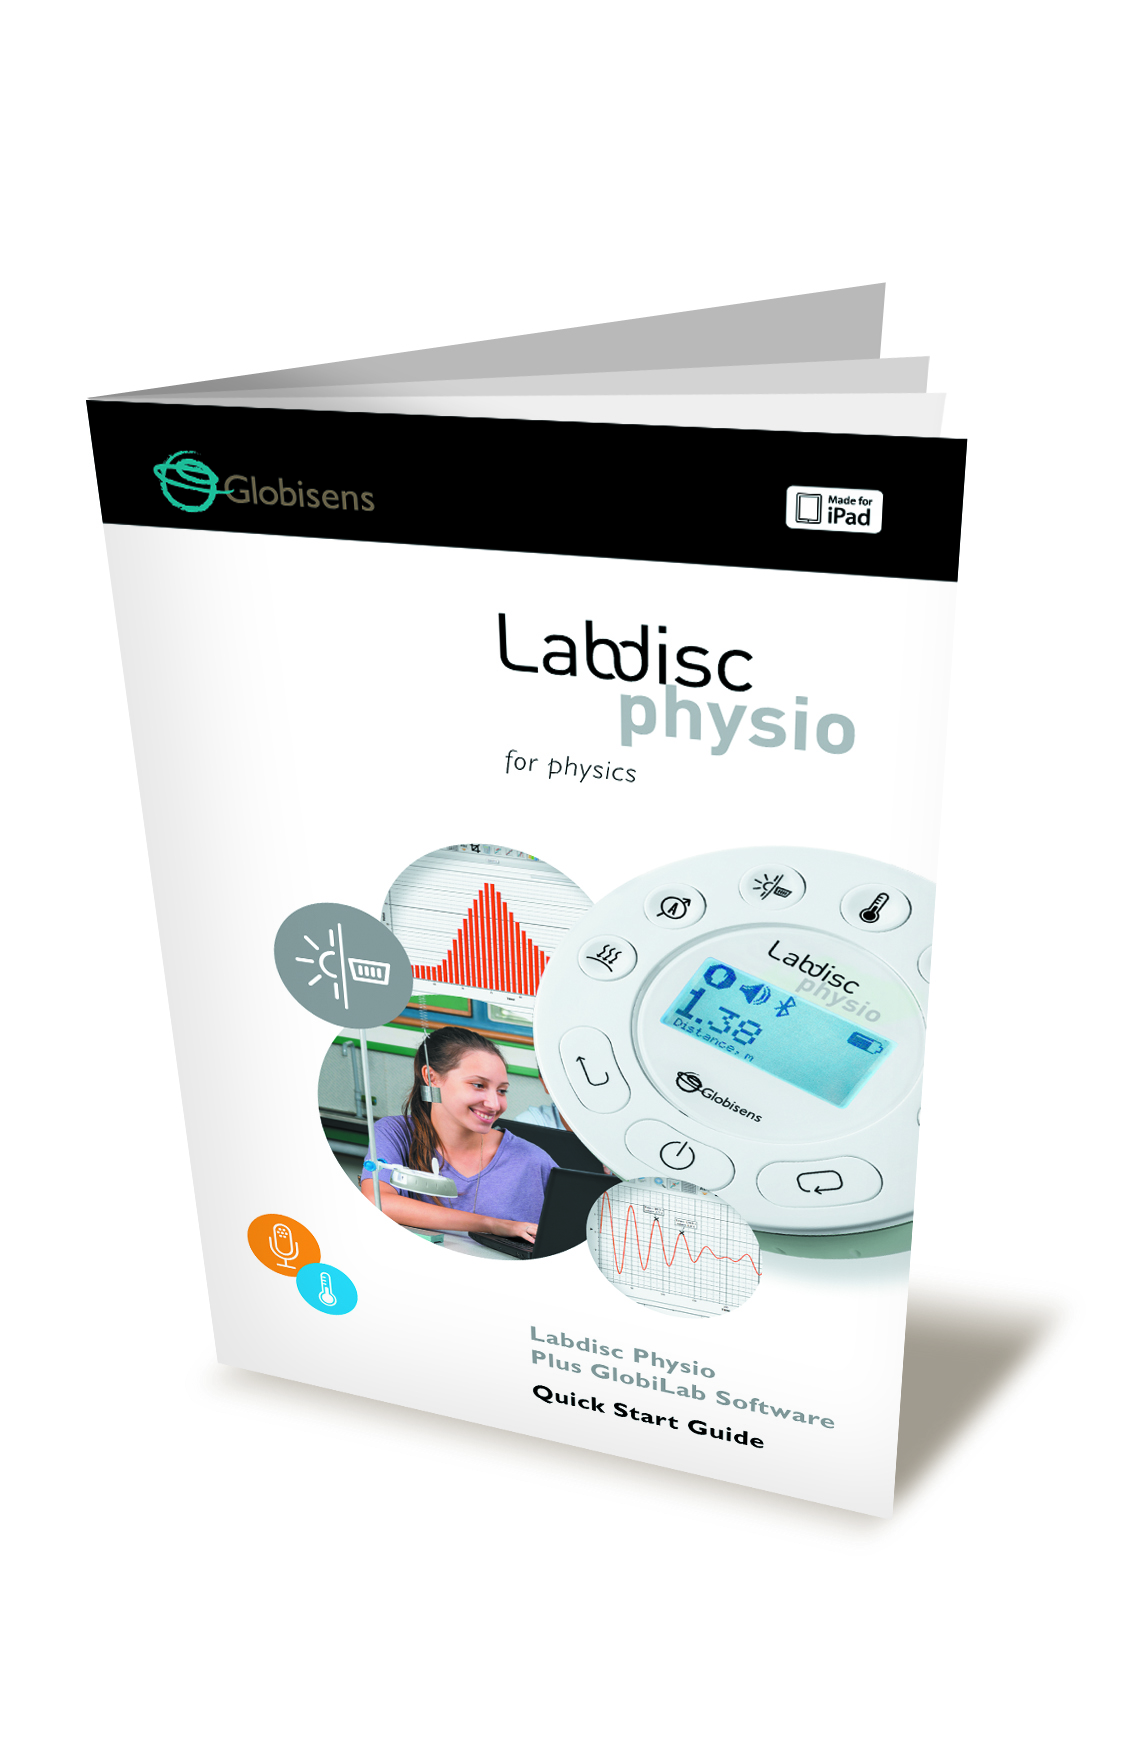 Globisens
Made for
iPad
Labdisc
physio
for physics
Labdisc
physio
1.38
Distance, m
Globisens
Labdisc Physio
Plus GlobiLab Software
Quick Start Guide